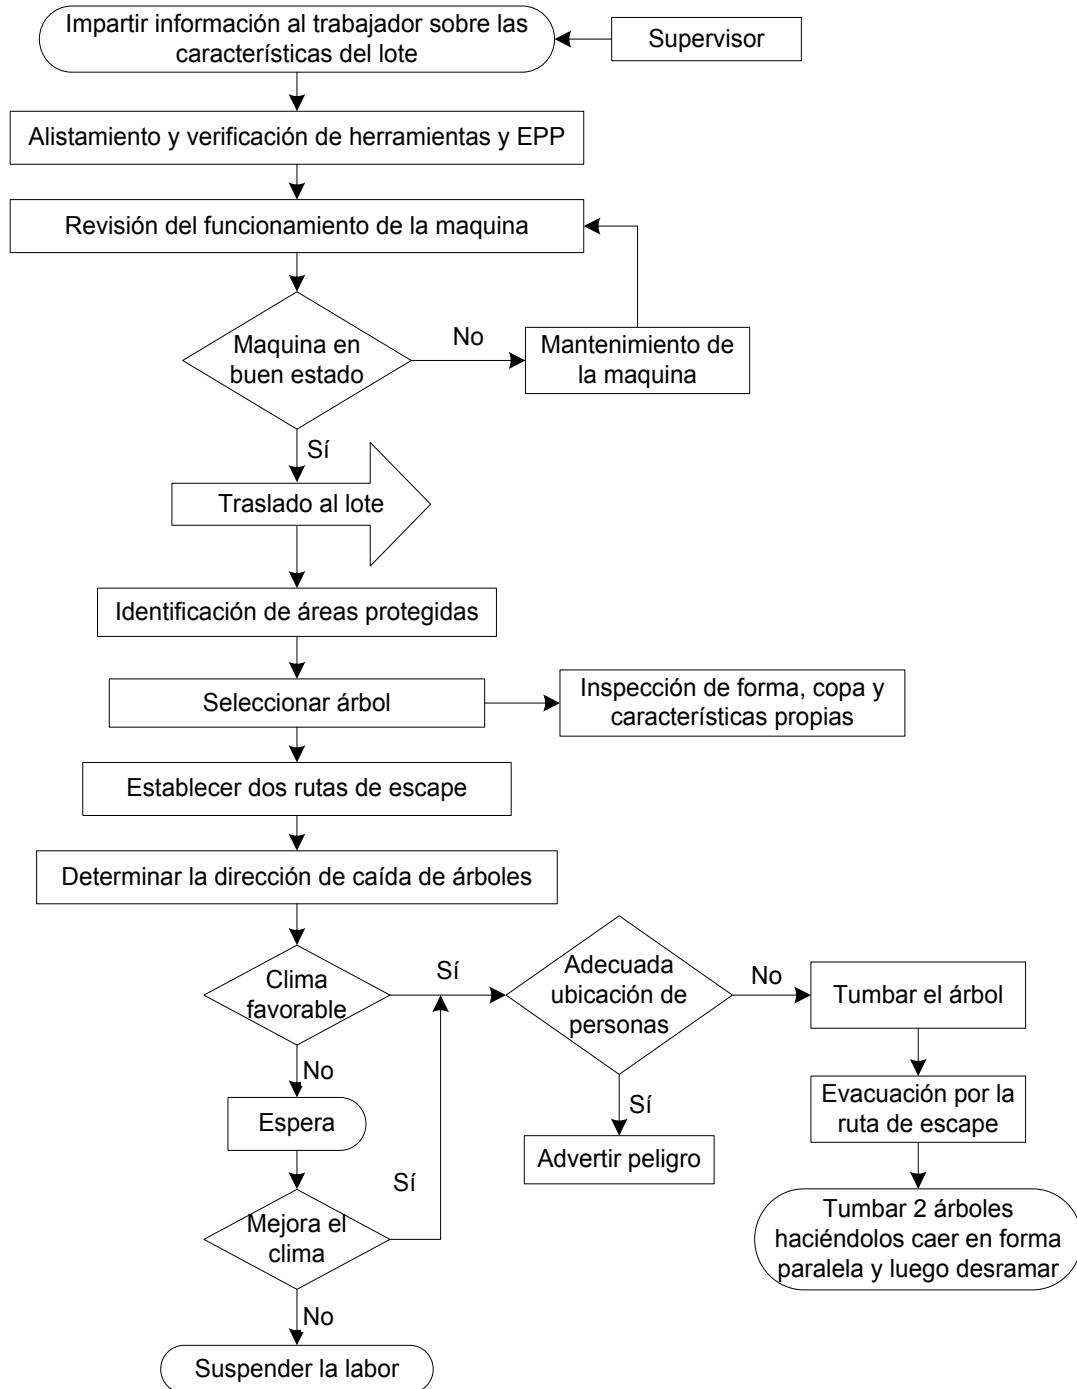 Impartir información al trabajador sobre las
características del lote
Supervisor
Alistamiento y verificación de herramientas y EPP
Revisión del funcionamiento de la maquina
Maquina en
buen estado
No
Mantenimiento de
la maquina
Sí
Traslado al lote
Identificación de áreas protegidas
Seleccionar árbol
Inspección de forma, copa y
características propias
Establecer dos rutas de escape
Determinar la dirección de caída de árboles
Clima
favorable
Sí
Adecuada
ubicación de
personas
No
Tumbar el árbol
No
Espera
Sí
Advertir peligro
Evacuación por la
ruta de escape
Mejora el
clima
Sí
Tumbar 2 árboles
haciéndolos caer en forma
paralela y luego desramar
No
Suspender la labor